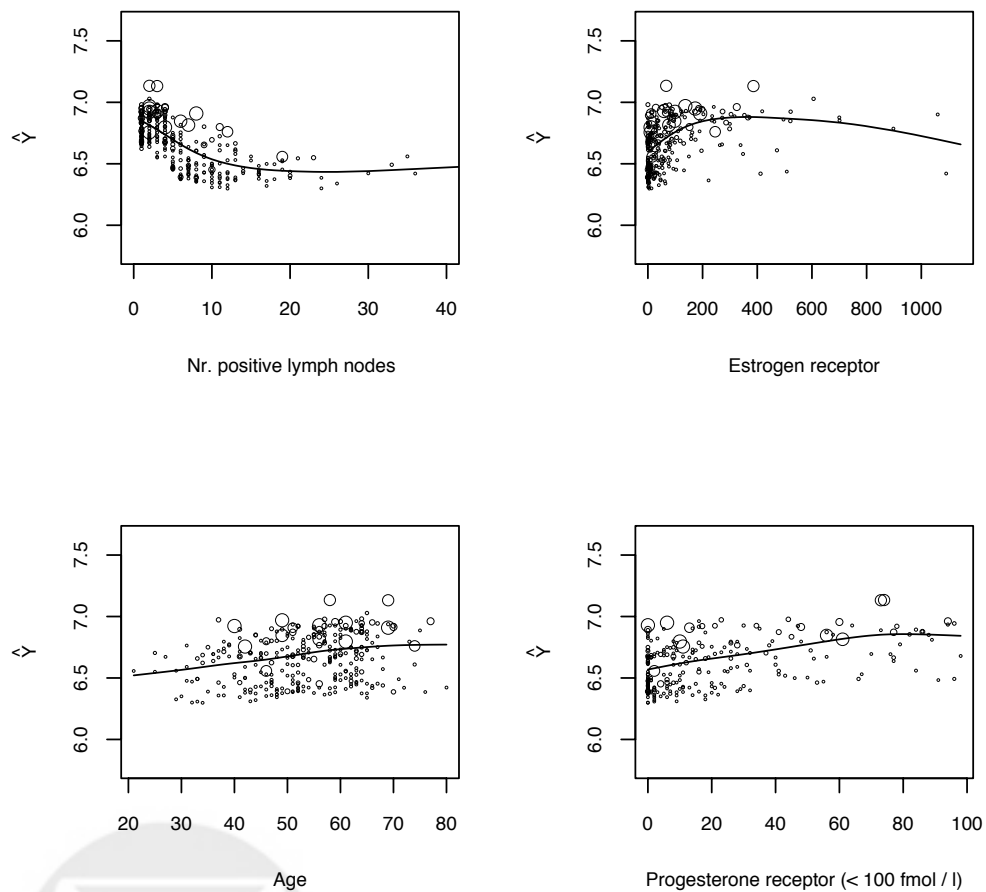 7.5
7.0
6.5
6.0
Ŷ
0 10 20 30 40
Nr. positive lymph nodes
7.5
7.0
6.5
6.0
Ŷ
0 200 400 600 800 1000
Estrogen receptor
7.5
7.0
6.5
6.0
Ŷ
20 30 40 50 60 70 80
Age
7.5
7.0
6.5
6.0
Ŷ
0 20 40 60 80 100
Progesterone receptor (< 100 fmol / l)